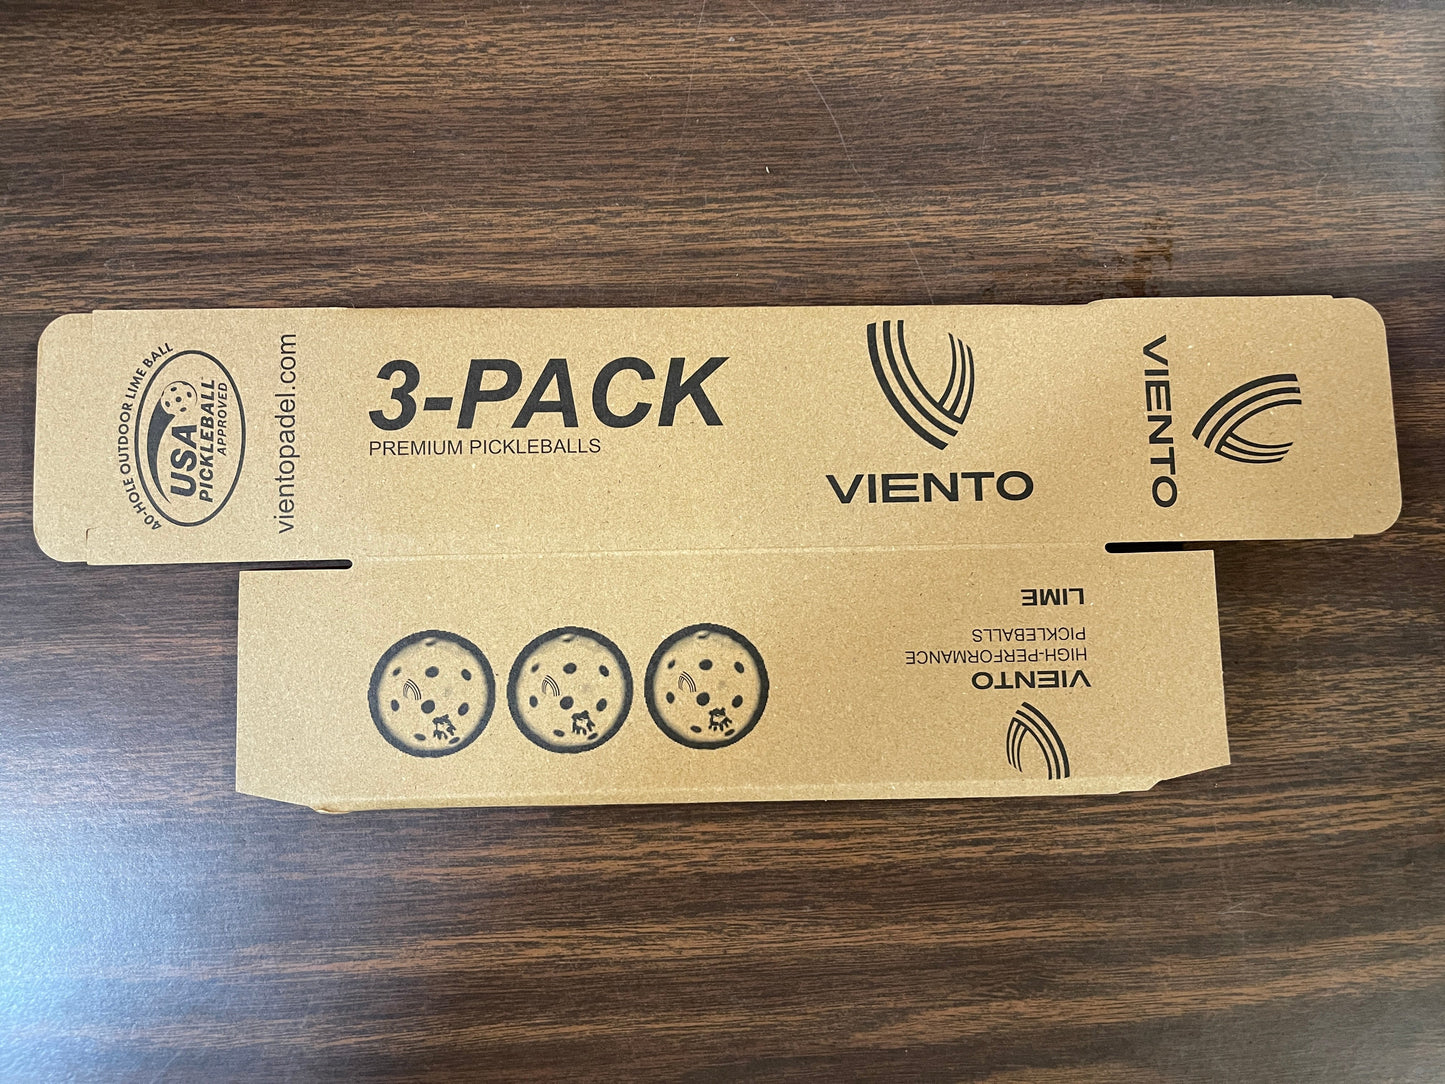 40-HOLE OUTDOOR LIME BALL
USA
PICKLEBALL
APPROVED
vientopadel.com
3-PACK
PREMIUM PICKLEBALLS
VIENTO
VIENTO
VIENTO
HIGH-PERFORMANCE
PICKLEBALLS
LIME